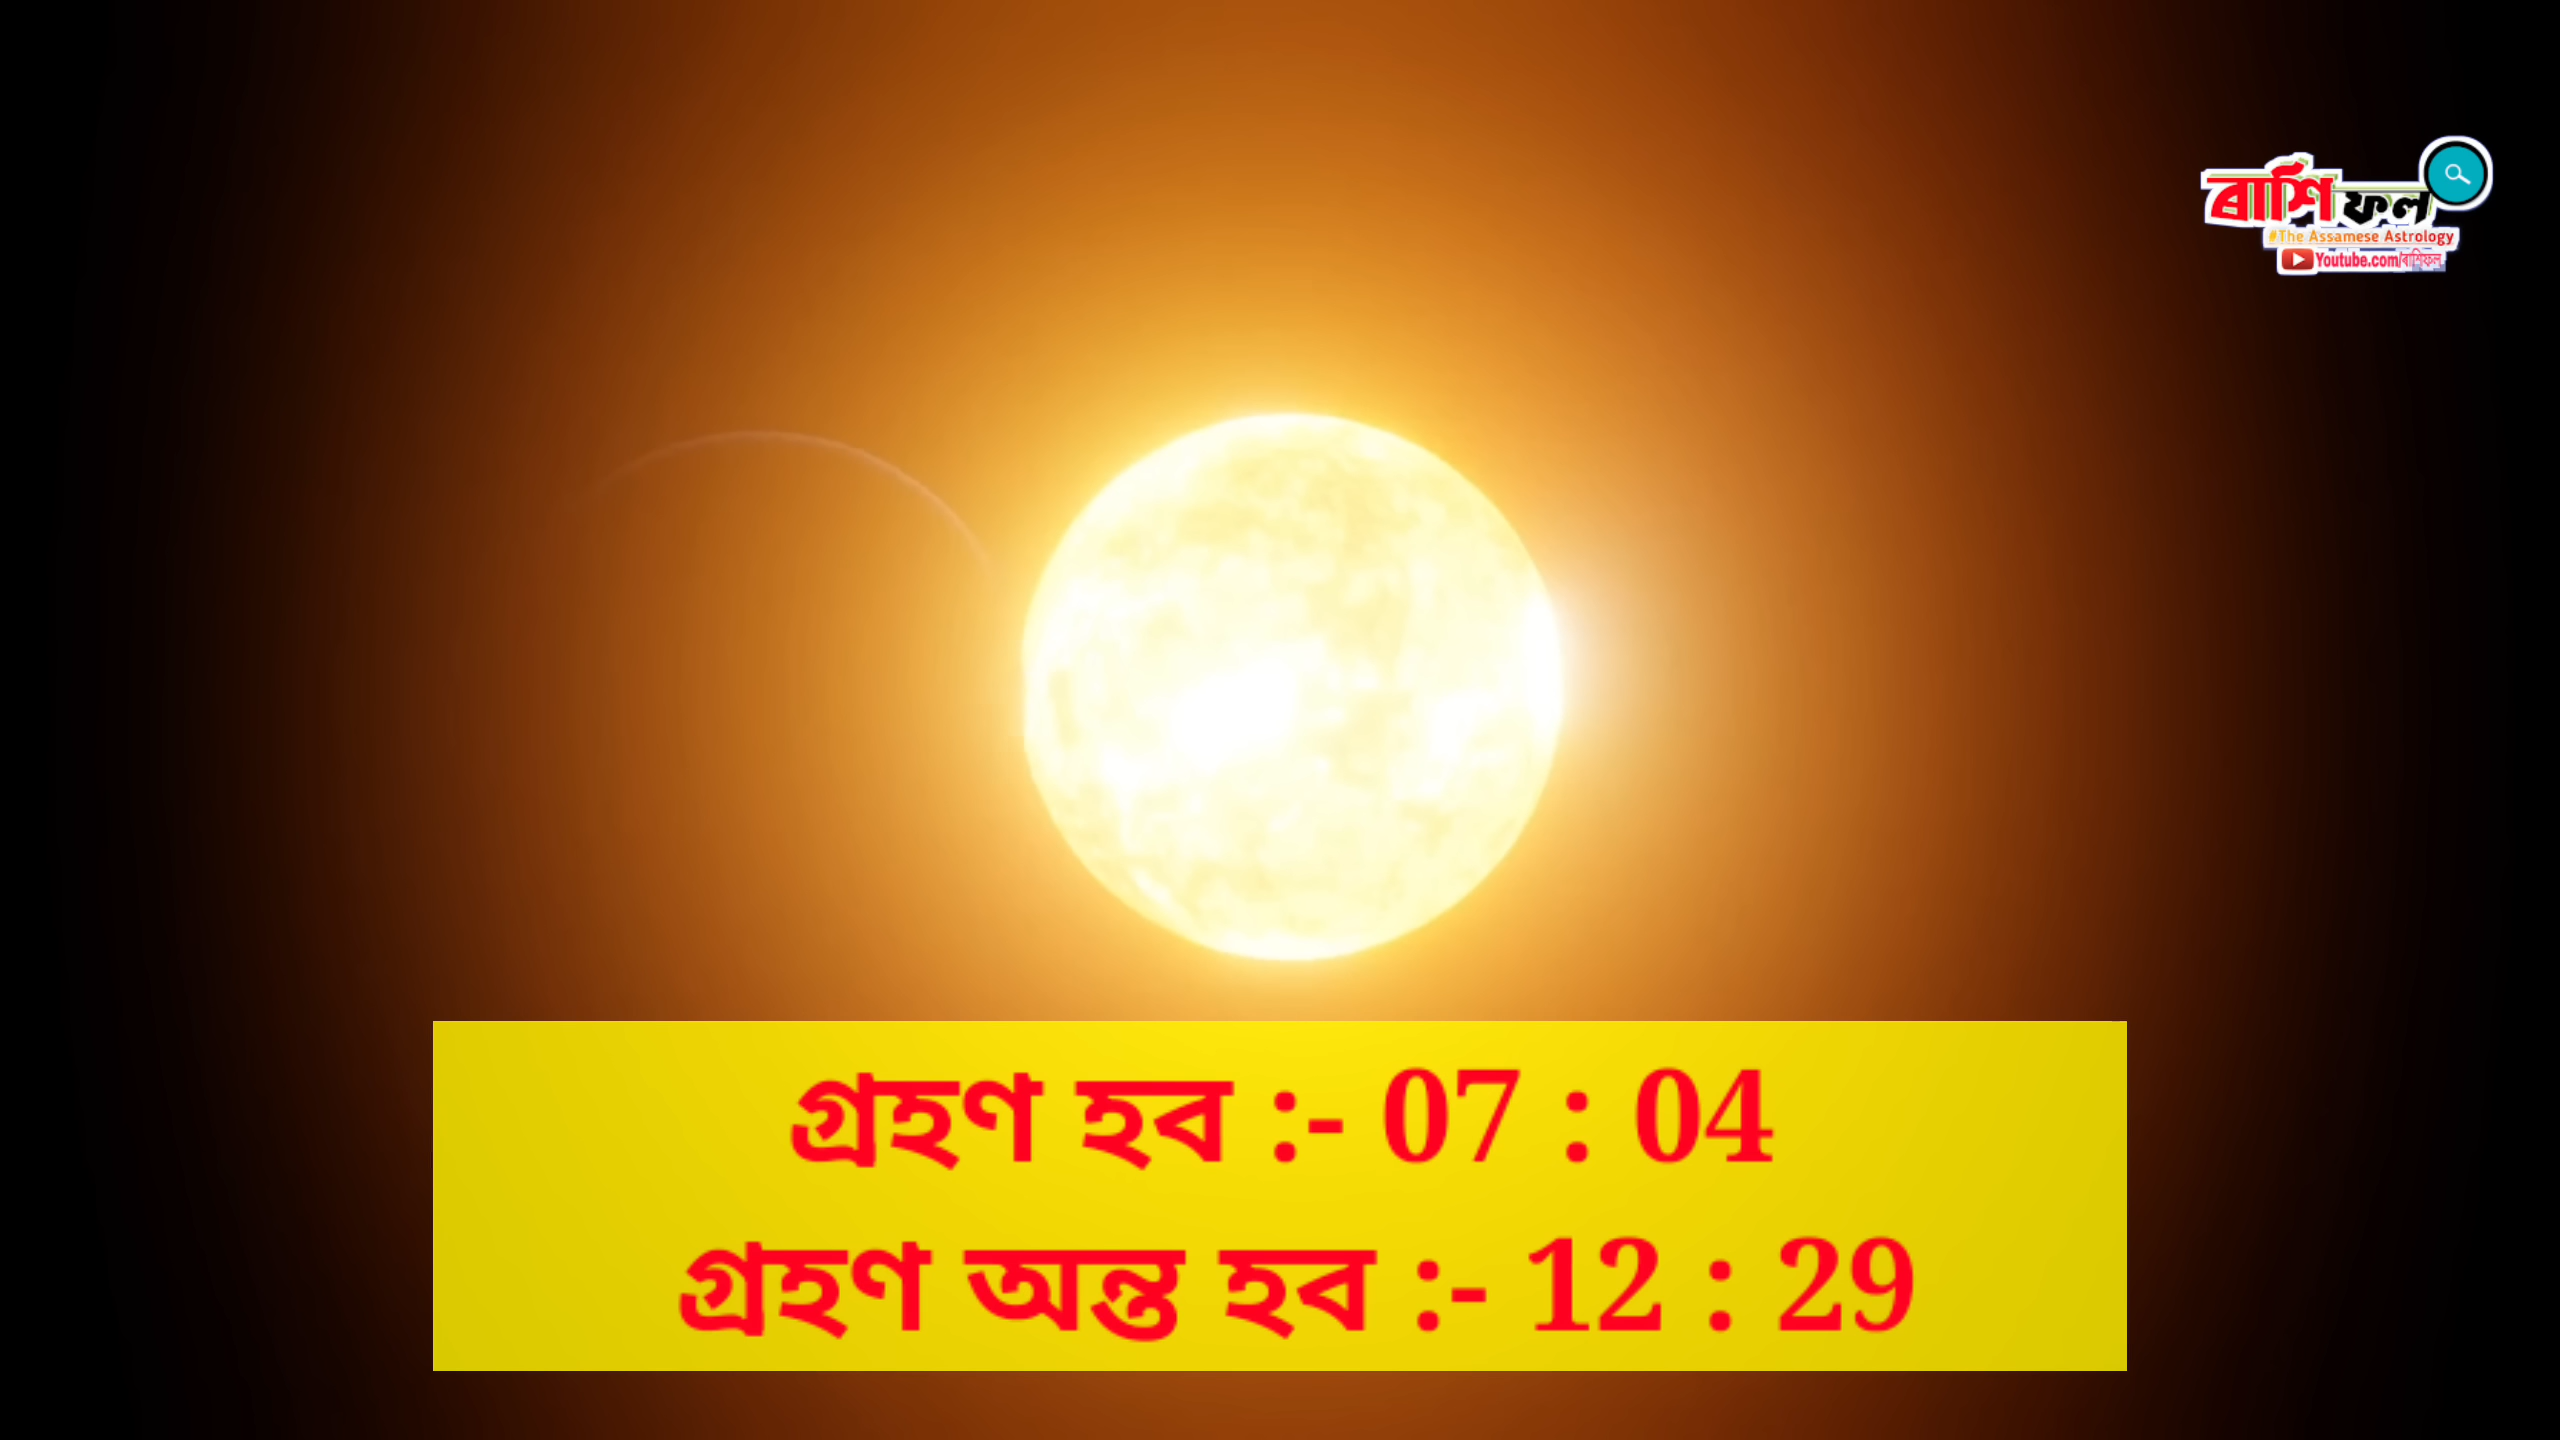 ৰাশি ফল
#The Assamese Astrology
Youtube.com/ৰাশিফল
গ্ৰহণ হব :- 07 : 04
গ্ৰহণ অন্ত হব :- 12 : 29